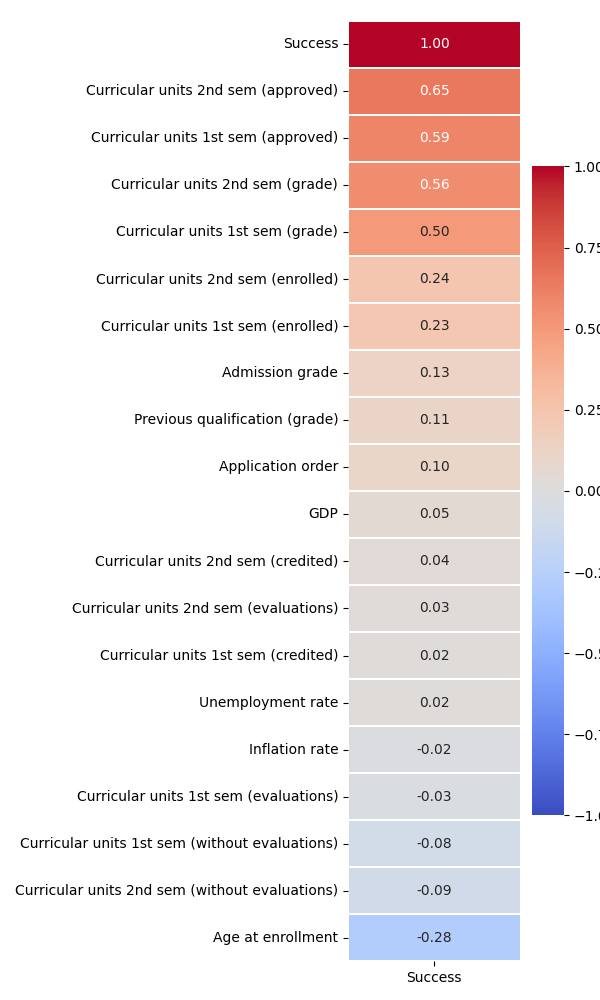 Success 1.00
Curricular units 2nd sem (approved) 0.65
Curricular units 1st sem (approved) 0.59
Curricular units 2nd sem (grade) 0.56
Curricular units 1st sem (grade) 0.50
Curricular units 2nd sem (enrolled) 0.24
Curricular units 1st sem (enrolled) 0.23
Admission grade 0.13
Previous qualification (grade) 0.11
Application order 0.10
GDP 0.05
Curricular units 2nd sem (credited) 0.04
Curricular units 2nd sem (evaluations) 0.03
Curricular units 1st sem (credited) 0.02
Unemployment rate 0.02
Inflation rate -0.02
Curricular units 1st sem (evaluations) -0.03
Curricular units 1st sem (without evaluations) -0.08
Curricular units 2nd sem (without evaluations) -0.09
Age at enrollment -0.28
Success
1.00
0.75
0.50
0.25
0.00